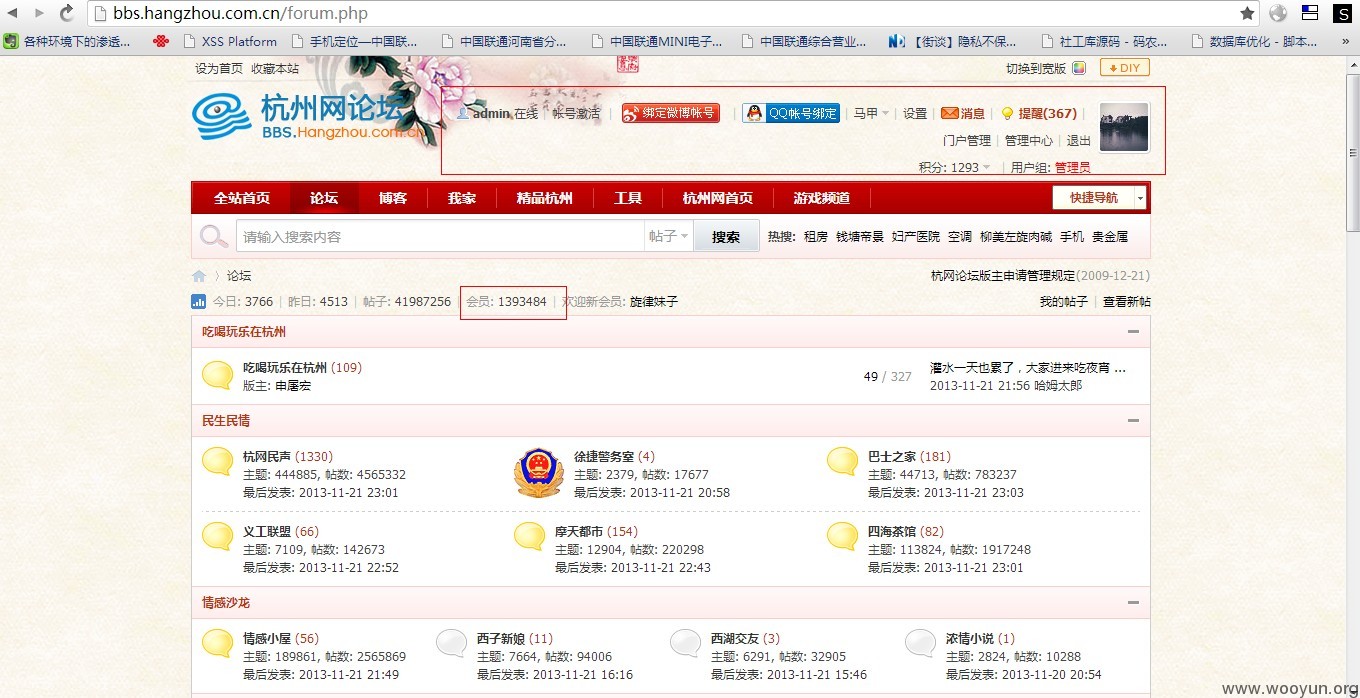 bbs.hangzhou.com.cn/forum.php
各种环境下的渗透... XSS Platform 手机定位—中国联... 中国联通河南省分... 中国联通MINI电子... 中国联通综合营业... 【街谈】隐私不保... 社工库源码 - 码农... 数据库优化 - 脚本... »
设为首页 收藏本站 切换到宽版 DIY
杭州网论坛
BBS.Hangzhou.com.cn
admin 在线 帐号激活 绑定微博帐号 QQ帐号绑定 马甲 设置 消息 提醒(367)
门户管理 管理中心 退出
积分: 1293 用户组: 管理员
全站首页 论坛 博客 我家 精品杭州 工具 杭州网首页 游戏频道 快捷导航
请输入搜索内容 帖子 搜索 热搜: 租房 钱塘帝景 妇产医院 空调 柳美左旋肉碱 手机 贵金属
〉论坛 杭网论坛版主申请管理规定(2009-12-21)
今日: 3766 | 昨日: 4513 | 帖子: 41987256 | 会员: 1393484 | 欢迎新会员: 旋律妹子 我的帖子 | 查看新帖
吃喝玩乐在杭州
吃喝玩乐在杭州 (109)
版主: 申屠宏
49 / 327
灌水一天也累了，大家进来吃夜宵 ...
2013-11-21 21:56 哈姆太郎
民生民情
杭网民声 (1330)
主题: 444885, 帖数: 4565332
最后发表: 2013-11-21 23:01
徐捷警务室 (4)
主题: 2379, 帖数: 17677
最后发表: 2013-11-21 20:58
巴士之家 (181)
主题: 44713, 帖数: 783237
最后发表: 2013-11-21 23:03
义工联盟 (66)
主题: 7109, 帖数: 142673
最后发表: 2013-11-21 22:52
摩天都市 (154)
主题: 12904, 帖数: 220298
最后发表: 2013-11-21 22:43
四海茶馆 (82)
主题: 113824, 帖数: 1917248
最后发表: 2013-11-21 23:01
情感沙龙
情感小屋 (56)
主题: 189861, 帖数: 2565869
最后发表: 2013-11-21 21:49
西子新娘 (11)
主题: 7664, 帖数: 94006
最后发表: 2013-11-21 16:16
西湖交友 (3)
主题: 6291, 帖数: 32905
最后发表: 2013-11-21 15:46
浓情小说 (1)
主题: 2824, 帖数: 10288
最后发表: 2013-11-20 20:54
www.wooyun.org